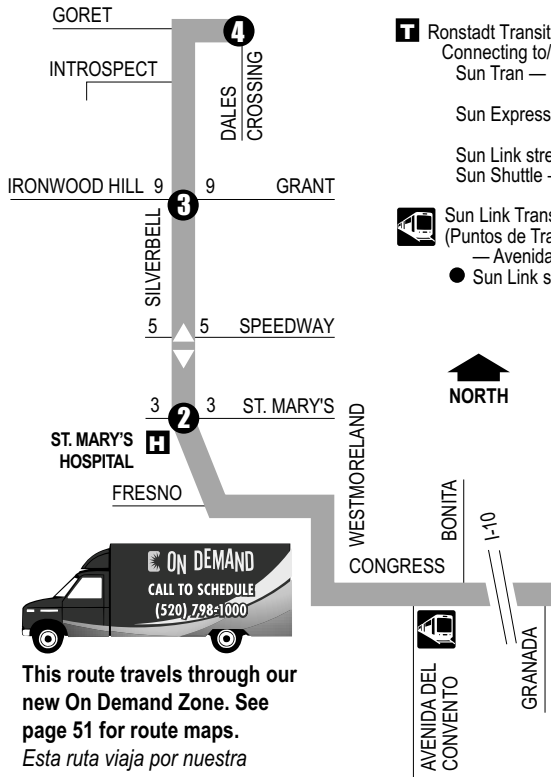 GORET
4
INTROSPECT
DALES
CROSSING
IRONWOOD HILL 9
3
9 GRANT
SILVERBELL
5
5 SPEEDWAY
3
2
3 ST. MARY'S
ST. MARY'S
HOSPITAL
H
FRESNO
WESTMORELAND
BONITA
I-10
CONGRESS
AVENIDA DEL
CONVENTO
GRANADA
T Ronstadt Transit
Connecting to/
Sun Tran —
Sun Express
Sun Link stre
Sun Shuttle -
Sun Link Trans
(Puntos de Tra
— Avenida
Sun Link s
NORTH
ON DEMAND
CALL TO SCHEDULE
(520) 798-1000
This route travels through our
new On Demand Zone. See
page 51 for route maps.
Esta ruta viaja por nuestra